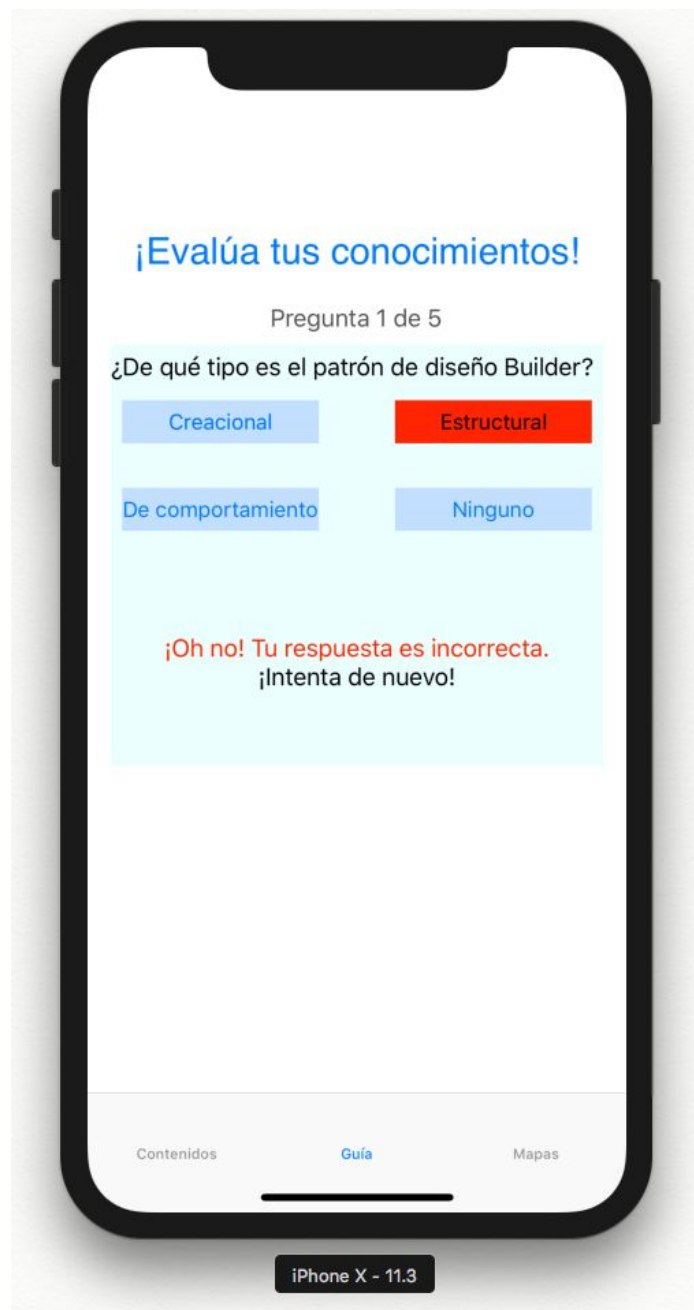 ¡Evalúa tus conocimientos!
Pregunta 1 de 5
¿De qué tipo es el patrón de diseño Builder?
Creacional
Estructural
De comportamiento
Ninguno
¡Oh no! Tu respuesta es incorrecta.
¡Intenta de nuevo!
Contenidos
Guía
Mapas
iPhone X - 11.3